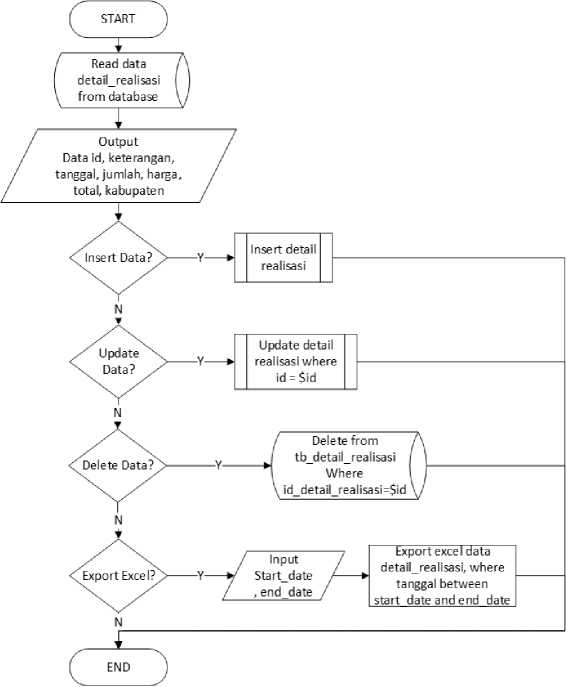 START
Read data
detail_realisasi
from database
Output
Data id, keterangan,
tanggal, jumlah, harga,
total, kabupaten
Insert Data?
Y
Insert detail
realisasi
N
Update
Data?
Y
Update detail
realisasi where
id = $id
N
Delete Data?
Y
Delete from
tb_detail_realisasi
Where
id_detail_realisasi=$id
N
Export Excel?
Y
Input
Start_date
, end_date
Export excel data
detail_realisasi, where
tanggal between
start_date and end_date
N
END